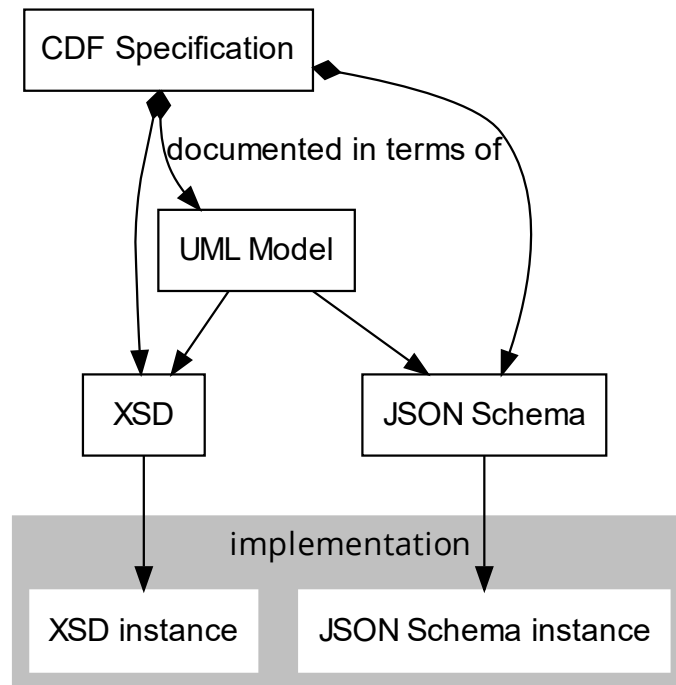 CDF Specification
documented in terms of
UML Model
XSD
JSON Schema
implementation
XSD instance
JSON Schema instance